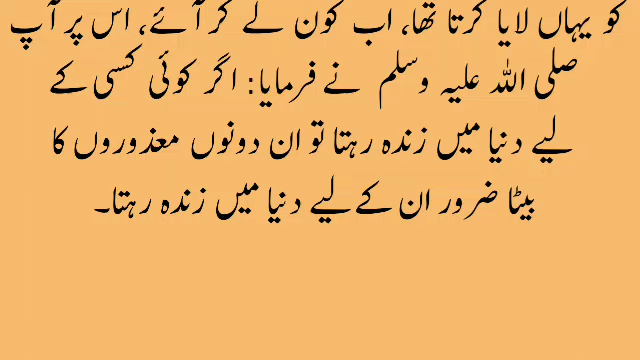 کو یہاں لایا کرتا تھا، اب کون لے کر آئے، اس پر آپ
صلی اللہ علیہ وسلم نے فرمایا: اگر کوئی کسی کے
لیے دنیا میں زندہ رہتا تو ان دونوں معذوروں کا
بیٹا ضرور ان کے لیے دنیا میں زندہ رہتا۔